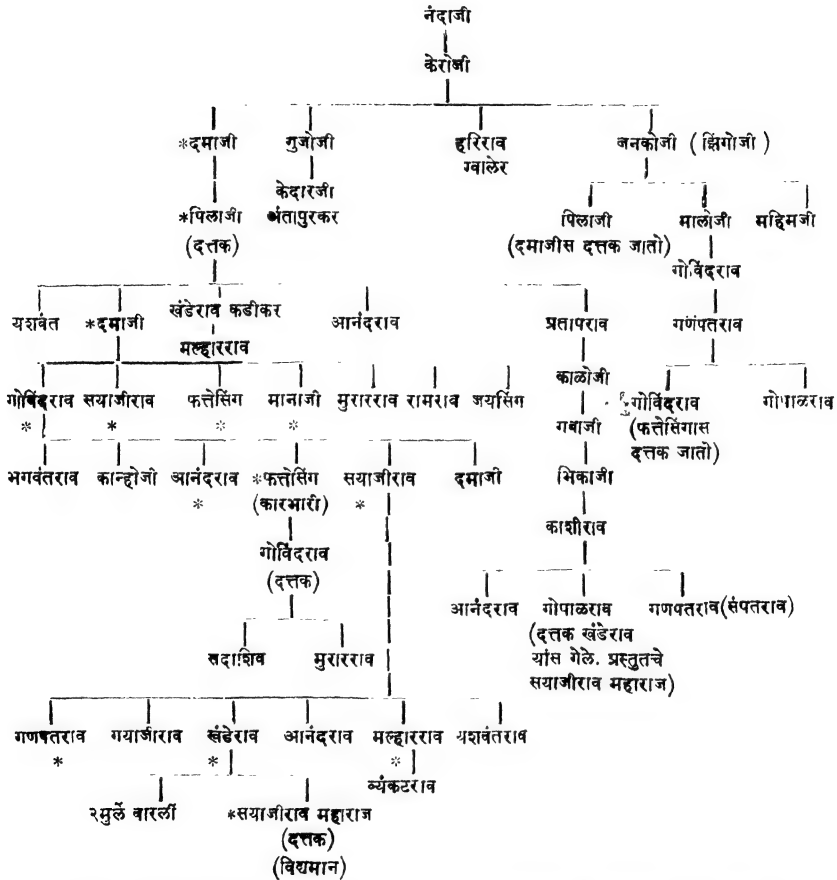 नंदाजी
केरोजी
*दमाजी गुजोजी हरिराव जनकोजी (झिंगोजी)
ग्वालेर
केदारजी
*पिलाजी अंतापुरकर पिलाजी मालोजी महिमजी
(दत्तक) (दमाजीस दत्तक जातो)
गोविंदराव
यशवंत *दमाजी खंडेराव कडीकर आनंदराव प्रतापराव गणपतराव
मल्हारराव
काळोजी
गोविंदराव सयाजीराव फत्तेसिंग मानाजी मुरारराव रामराव जयसिंग गोविंदराव गोपाळराव
* * * * गबाजी (फत्तेसिंगास
दत्तक जातो)
भगवंतराव कान्होजी आनंदराव *फत्तेसिंग सयाजीराव दमाजी भिकाजी
* (कारभारी) *
काशीराव
गोविंदराव
(दत्तक)
आनंदराव गोपाळराव गणपतराव(संपतराव)
(दत्तक खंडेराव
सदाशिव मुरारराव यांस गेले. प्रस्तुतचे
सयाजीराव महाराज)
गणपतराव गयाजीराव खंडेराव आनंदराव मल्हारराव यशवंतराव
* * *
व्यंकटराव
२मुलें वारलीं *सयाजीराव महाराज
(दत्तक)
(विद्यमान)